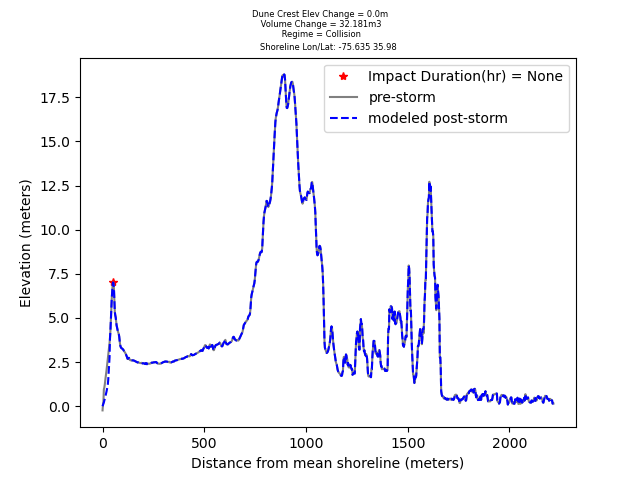 Dune Crest Elev Change = 0.0m
Volume Change = 32.181m3
Regime = Collision
Shoreline Lon/Lat: -75.635 35.98
Impact Duration(hr) = None
pre-storm
modeled post-storm
17.5
15.0
12.5
10.0
7.5
5.0
2.5
0.0
Elevation (meters)
0 500 1000 1500 2000
Distance from mean shoreline (meters)